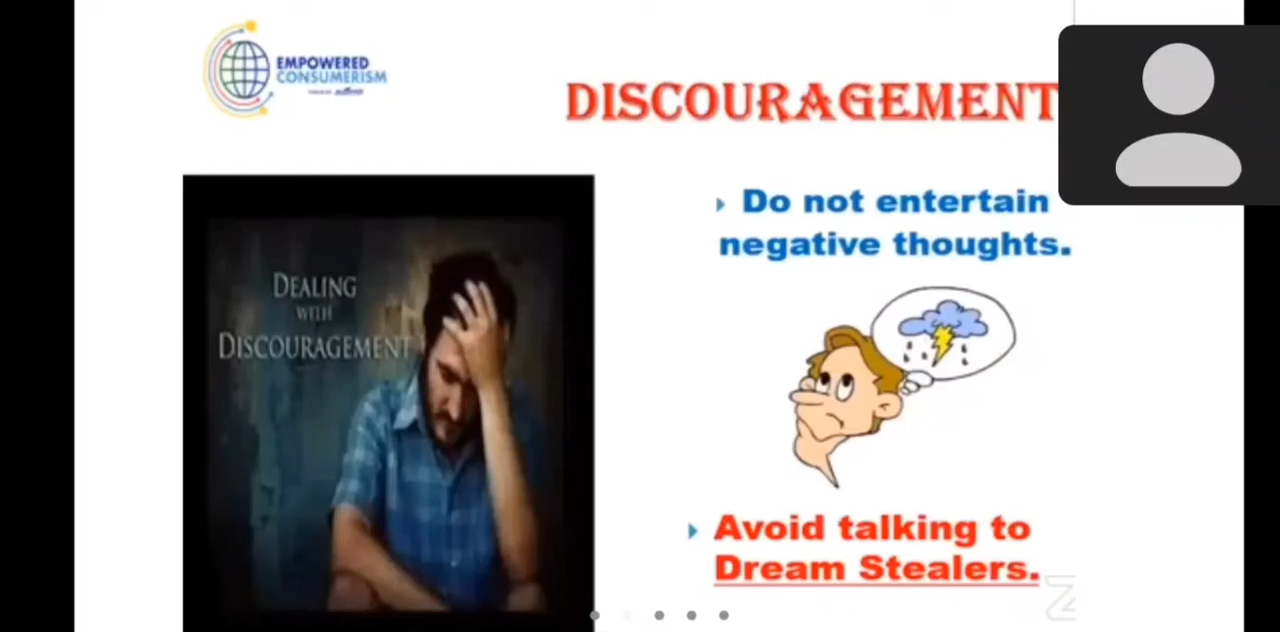 EMPOWERED
CONSUMERISM
DISCOURAGEMENT
Do not entertain
negative thoughts.
DEALING
WITH
DISCOURAGEMENT
Avoid talking to
Dream Stealers.